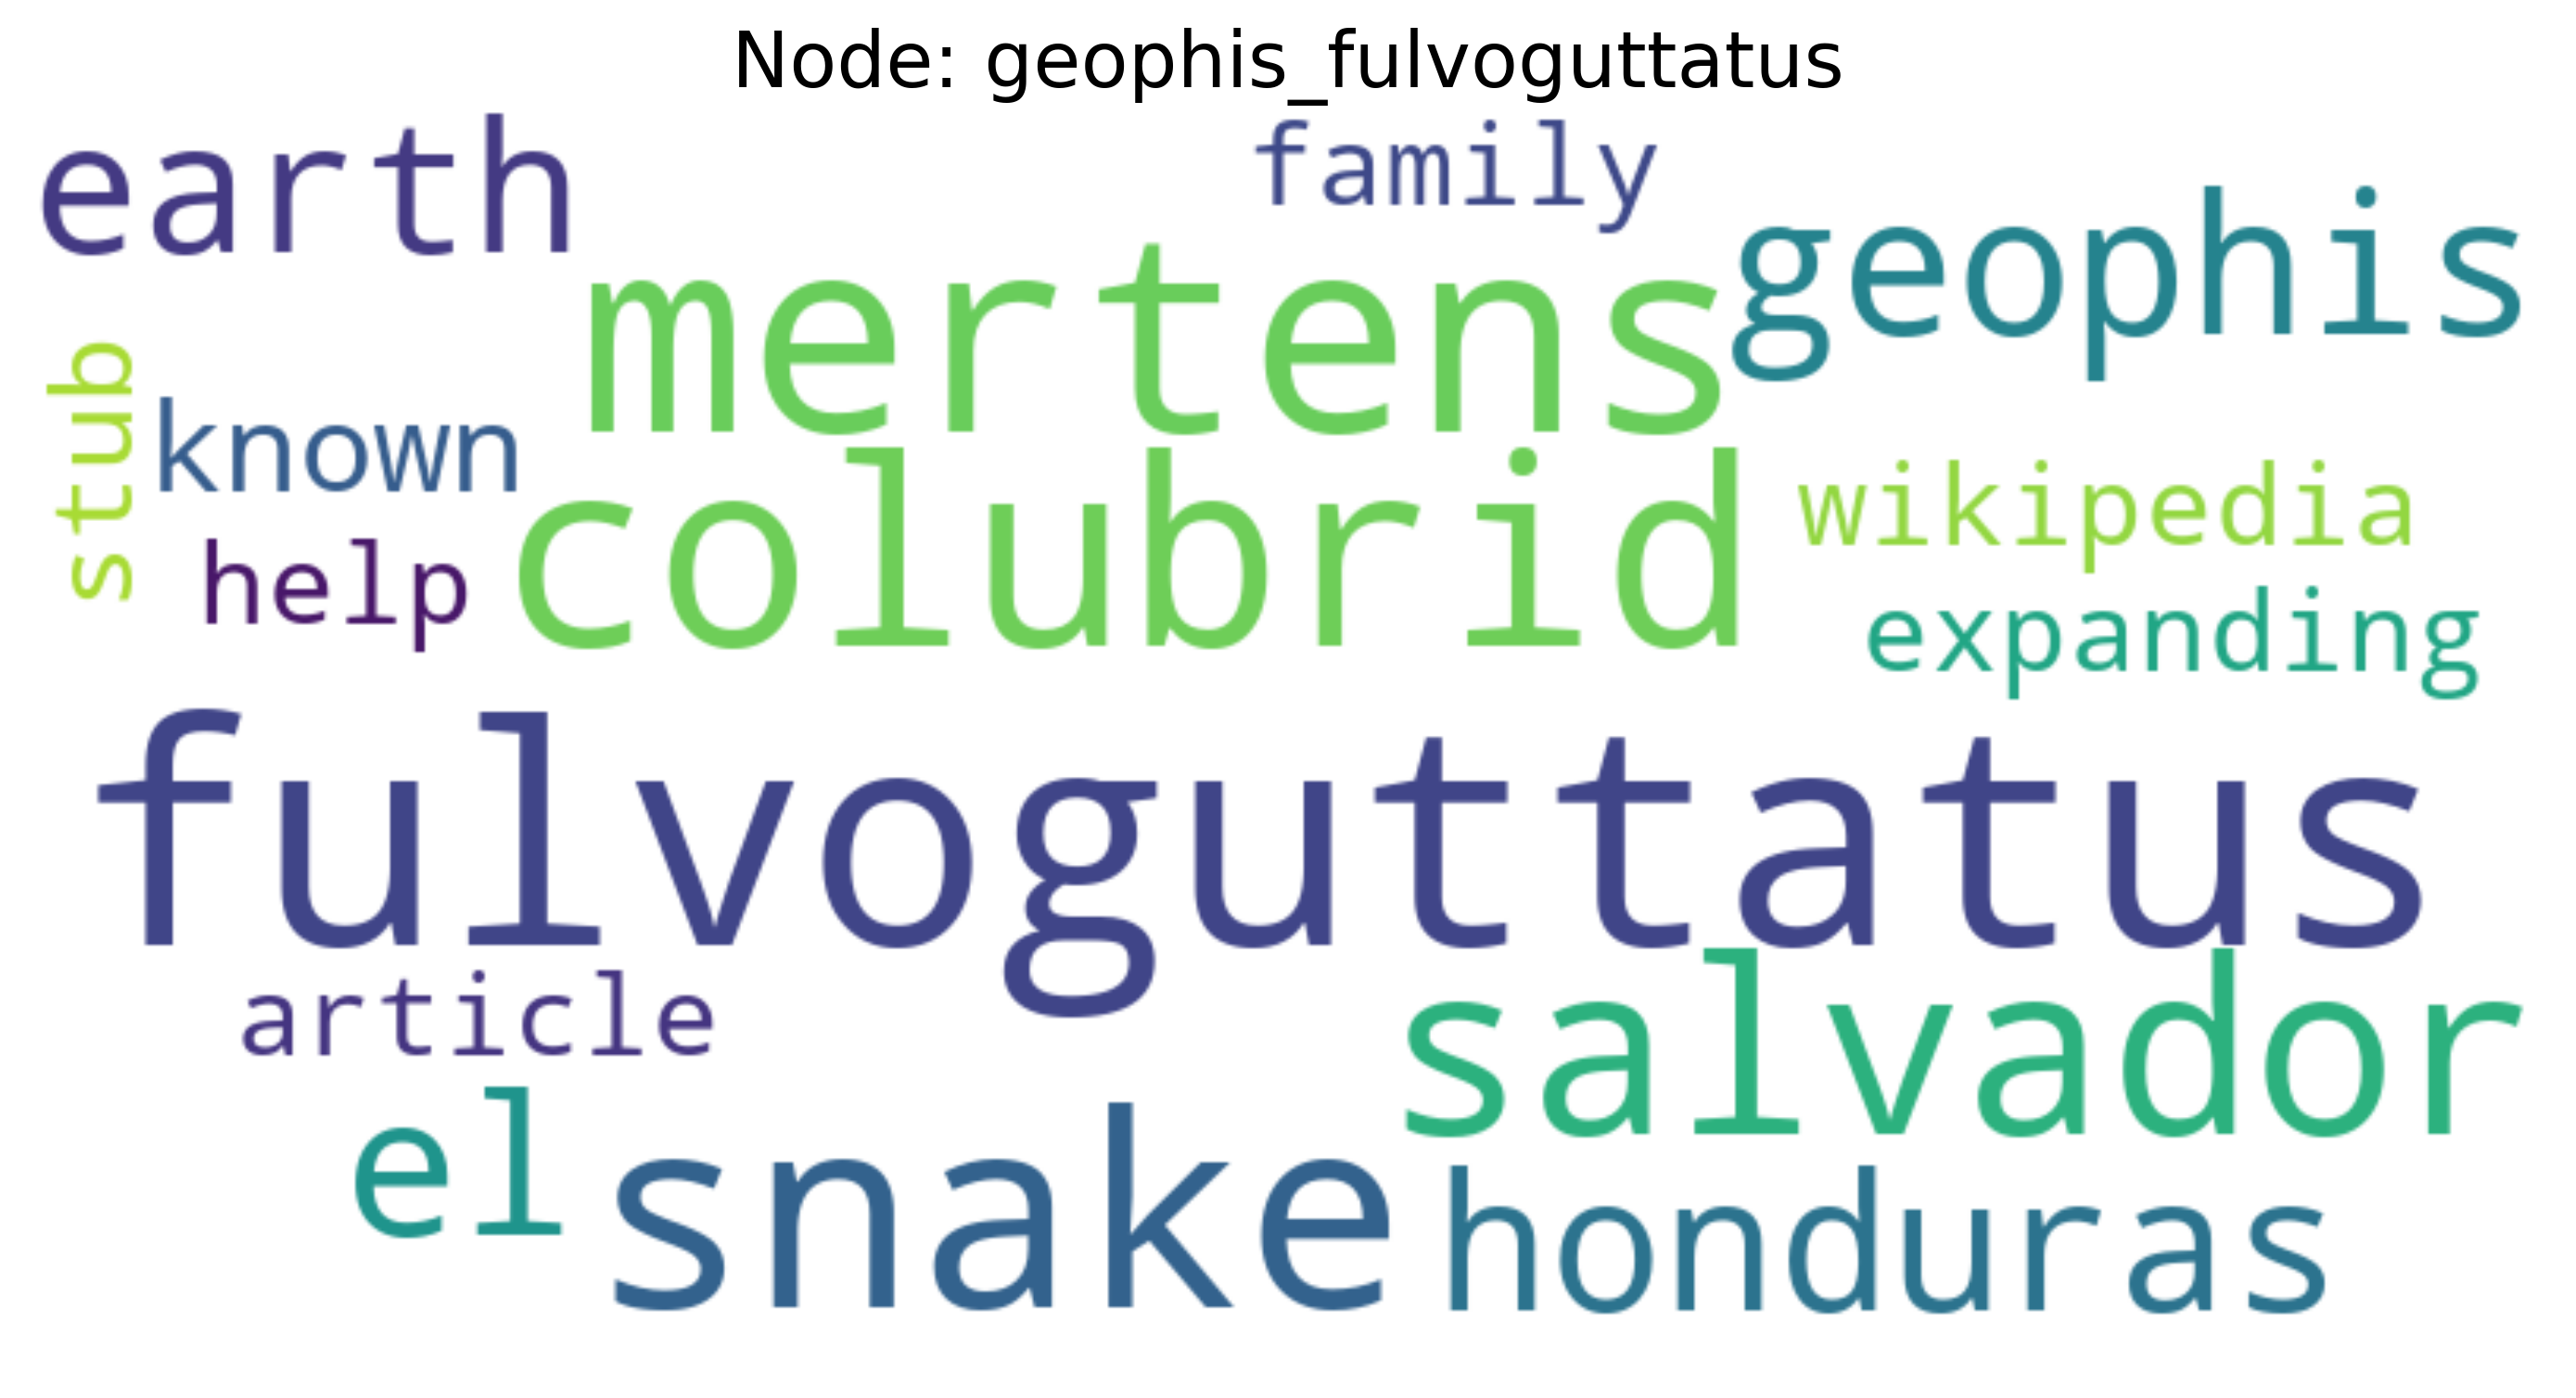 Node: geophis_fulvoguttatus
earth
family
geophis
mertens
stub
known
colubrid
wikipedia
help
expanding
fulvoguttatus
article
salvador
el
snake
honduras